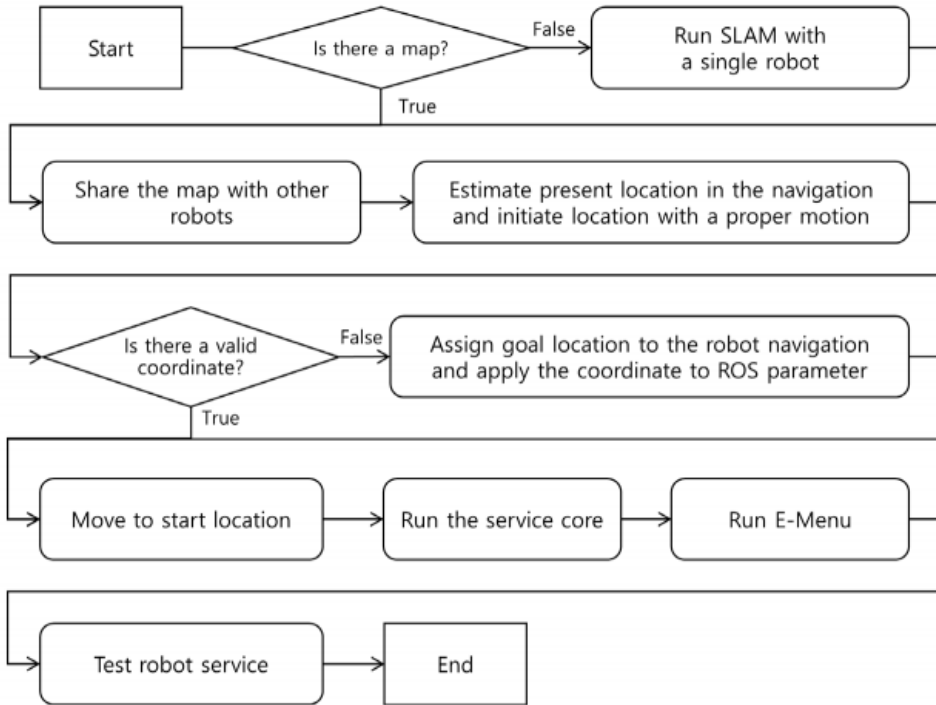 Start
Is there a map?
False
Run SLAM with
a single robot
True
Share the map with other
robots
Estimate present location in the navigation
and initiate location with a proper motion
Is there a valid
coordinate?
False
Assign goal location to the robot navigation
and apply the coordinate to ROS parameter
True
Move to start location
Run the service core
Run E-Menu
Test robot service
End